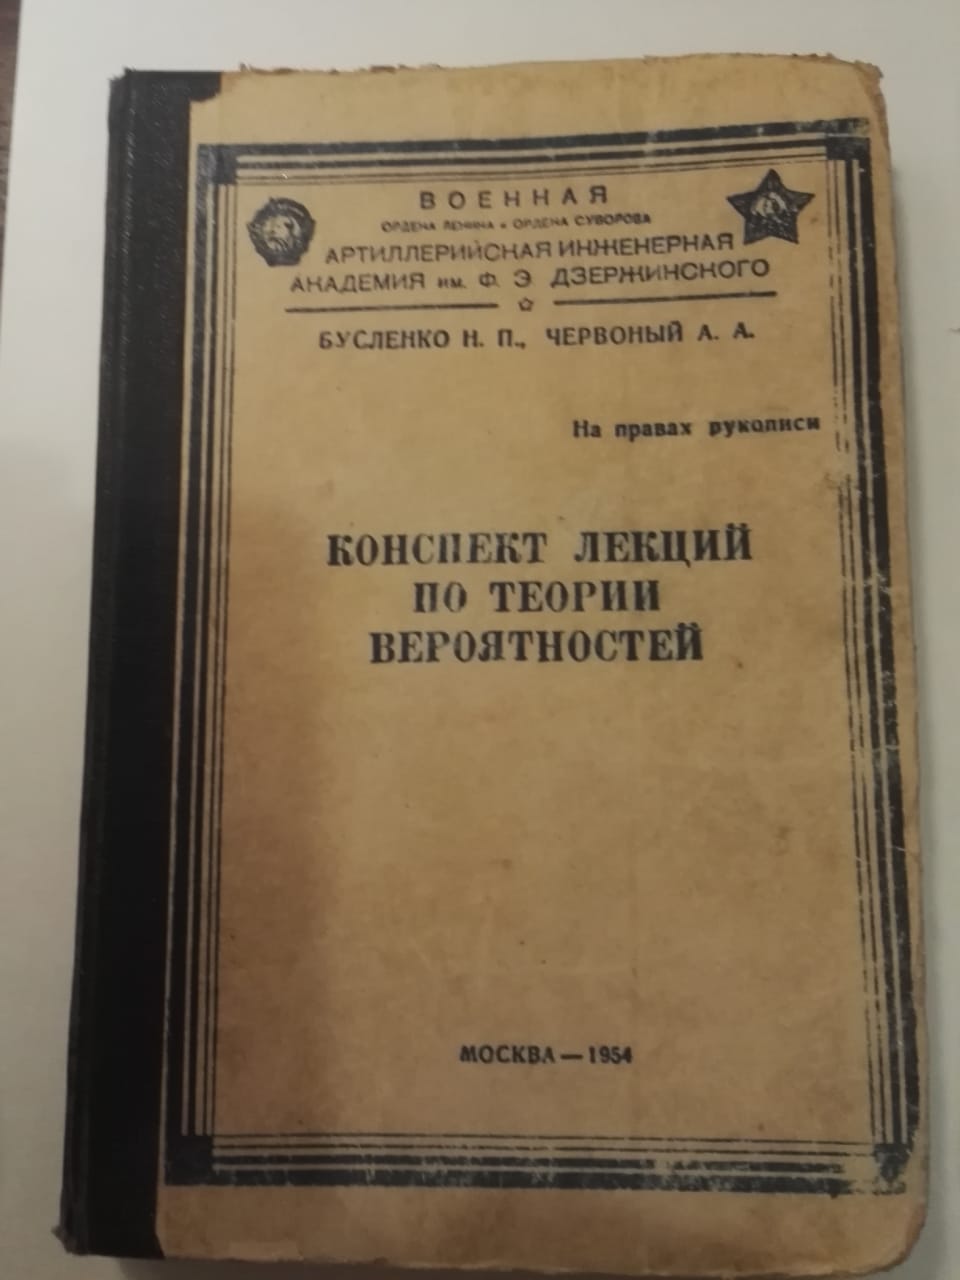 ВОЕННАЯ
ОРДЕНА ЛЕНИНА и ОРДЕНА СУВОРОВА
АРТИЛЛЕРИЙСКАЯ ИНЖЕНЕРНАЯ
АКАДЕМИЯ им. Ф. Э. ДЗЕРЖИНСКОГО
БУСЛЕНКО Н. П., ЧЕРВОНЫЙ А. А.
На правах рукописи
КОНСПЕКТ ЛЕКЦИЙ
ПО ТЕОРИИ
ВЕРОЯТНОСТЕЙ
МОСКВА — 1954